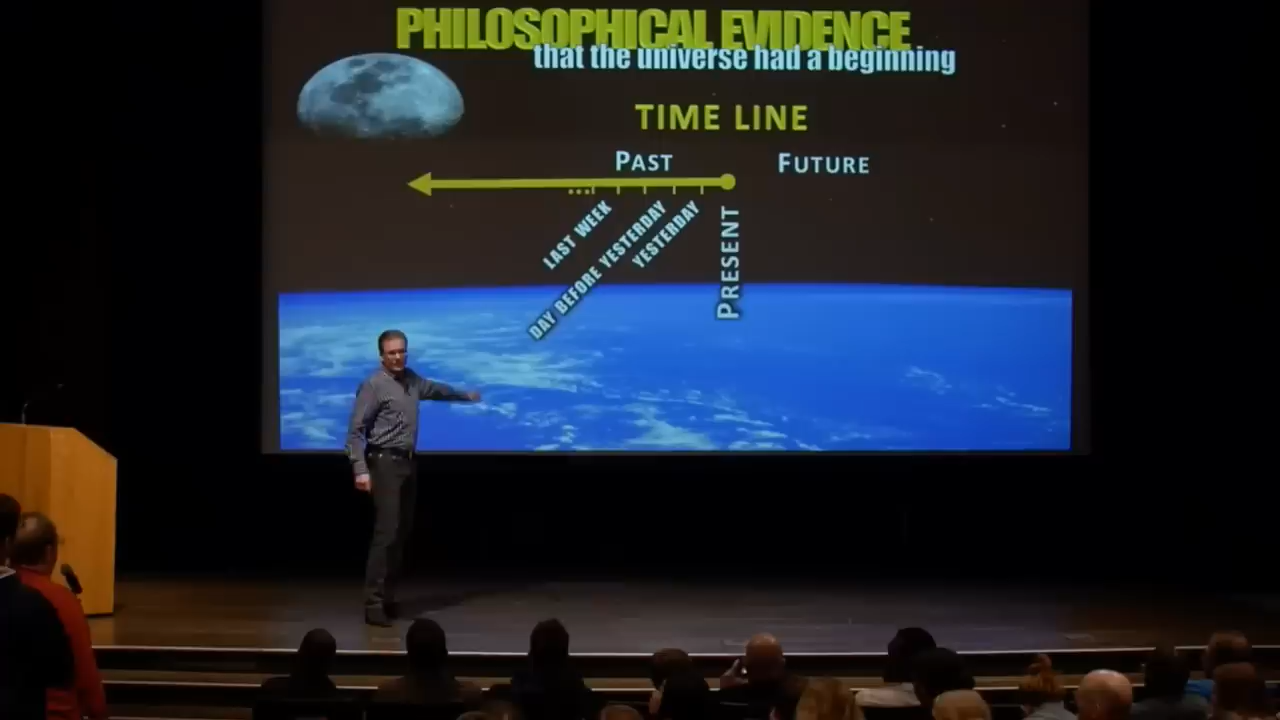 PHILOSOPHICAL EVIDENCE
that the universe had a beginning
TIME LINE
PAST FUTURE
...
LAST WEEK
DAY BEFORE YESTERDAY
YESTERDAY
PRESENT